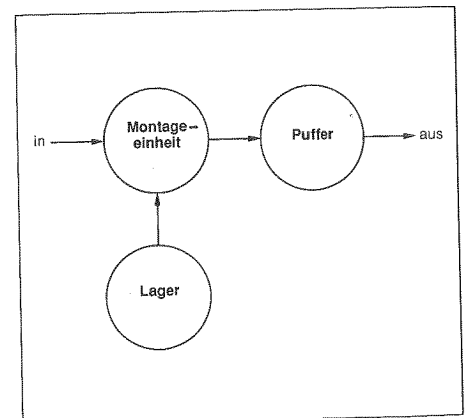 in
Montage-
einheit
Puffer
aus
Lager